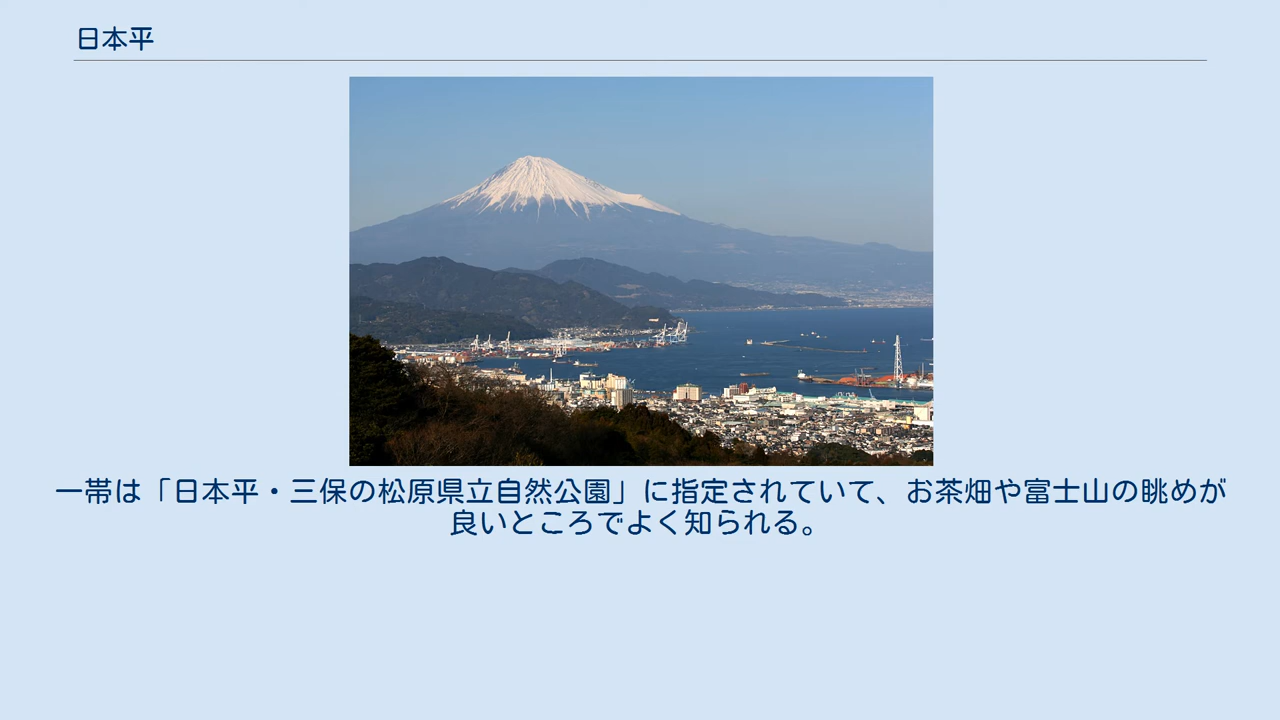 日本平
一帯は「日本平・三保の松原県立自然公園」に指定されていて、お茶畑や富士山の眺めが
良いところでよく知られる。